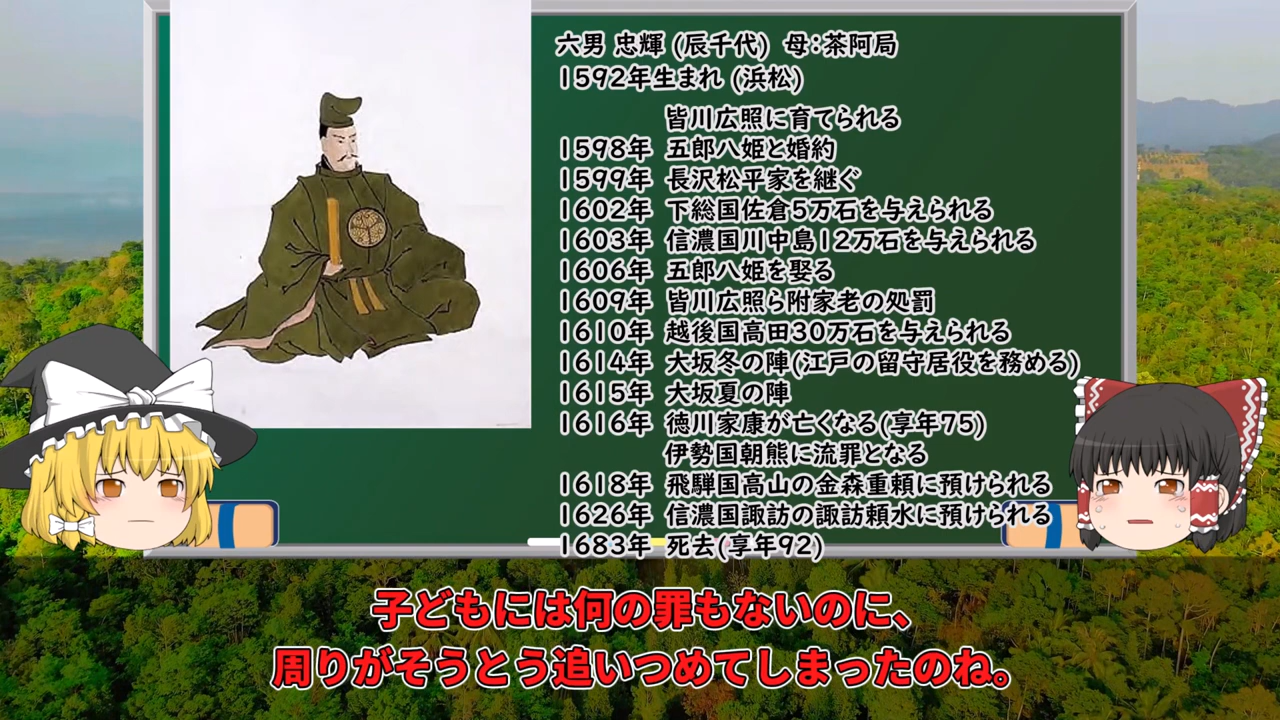 六男 忠輝 (辰千代) 母:茶阿局
1592年生まれ (浜松)
皆川広照に育てられる
1598年 五郎八姫と婚約
1599年 長沢松平家を継ぐ
1602年 下総国佐倉5万石を与えられる
1603年 信濃国川中島12万石を与えられる
1606年 五郎八姫を娶る
1609年 皆川広照ら附家老の処罰
1610年 越後国高田30万石を与えられる
1614年 大坂冬の陣(江戸の留守居役を務める)
1615年 大坂夏の陣
1616年 徳川家康が亡くなる(享年75)
伊勢国朝熊に流罪となる
1618年 飛騨国高山の金森重頼に預けられる
1626年 信濃国諏訪の諏訪頼水に預けられる
1683年 死去(享年92)
子どもには何の罪もないのに、
周りがそうとう追いつめてしまったのね。